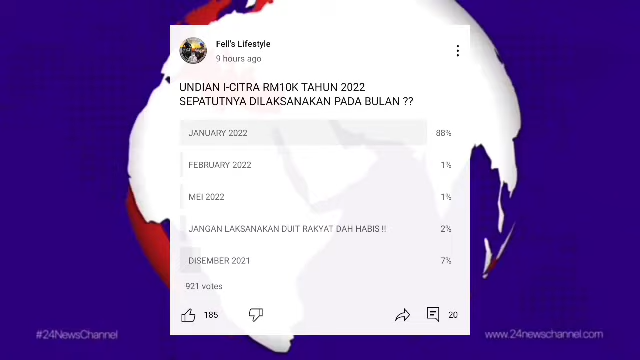 Fell's Lifestyle
9 hours ago
UNDIAN I-CITRA RM10K TAHUN 2022
SEPATUTNYA DILAKSANAKAN PADA BULAN ??
JANUARY 2022 88%
FEBRUARY 2022 1%
MEI 2022 1%
JANGAN LAKSANAKAN DUIT RAKYAT DAH HABIS !! 2%
DISEMBER 2021 7%
921 votes
185 20
#24NewsChannel www.24newschannel.com